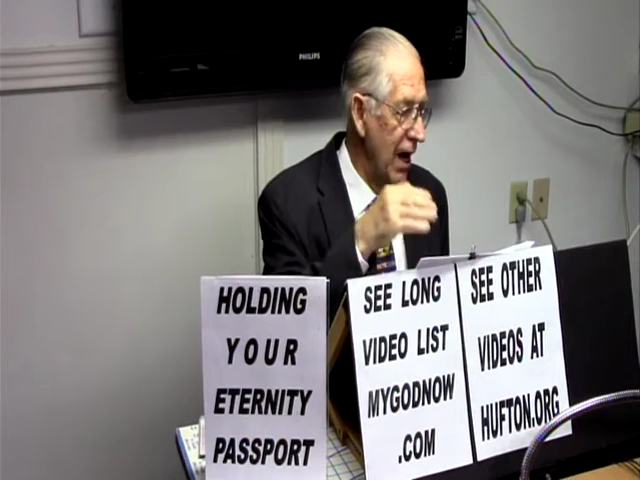 PHILIPS
HOLDING
YOUR
ETERNITY
PASSPORT
SEE LONG
VIDEO LIST
MYGODNOW
.COM
SEE OTHER
VIDEOS AT
HUFTON.ORG